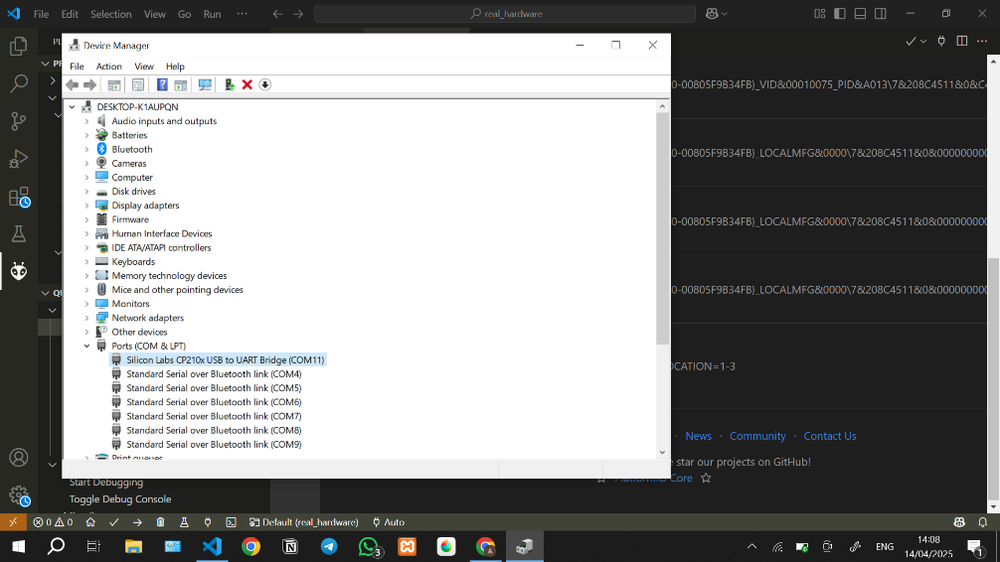 File Edit Selection View Go Run ··· real_hardware
Device Manager
File Action View Help
DESKTOP-K1AUPQN
Audio inputs and outputs
Batteries
Bluetooth
Cameras
Computer
Disk drives
Display adapters
Firmware
Human Interface Devices
IDE ATA/ATAPI controllers
Keyboards
Memory technology devices
Mice and other pointing devices
Monitors
Network adapters
Other devices
Ports (COM & LPT)
Silicon Labs CP210x USB to UART Bridge (COM11)
Standard Serial over Bluetooth link (COM4)
Standard Serial over Bluetooth link (COM5)
Standard Serial over Bluetooth link (COM6)
Standard Serial over Bluetooth link (COM7)
Standard Serial over Bluetooth link (COM8)
Standard Serial over Bluetooth link (COM9)
Print queues
0-00805F9B34FB}_VID&00010075_PID&A013\7&208C4511&0&C4
0-00805F9B34FB}_LOCALMFG&0000\7&208C4511&0&000000000
0-00805F9B34FB}_LOCALMFG&0000\7&208C4511&0&000000000
0-00805F9B34FB}_LOCALMFG&0000\7&208C4511&0&000000000
OCATION=1-3
· News · Community · Contact Us
e star our projects on GitHub!
PlatformIO Core
Start Debugging
Toggle Debug Console
0 0 Default (real_hardware) Auto
3 A ENG 14:08
14/04/2025 1